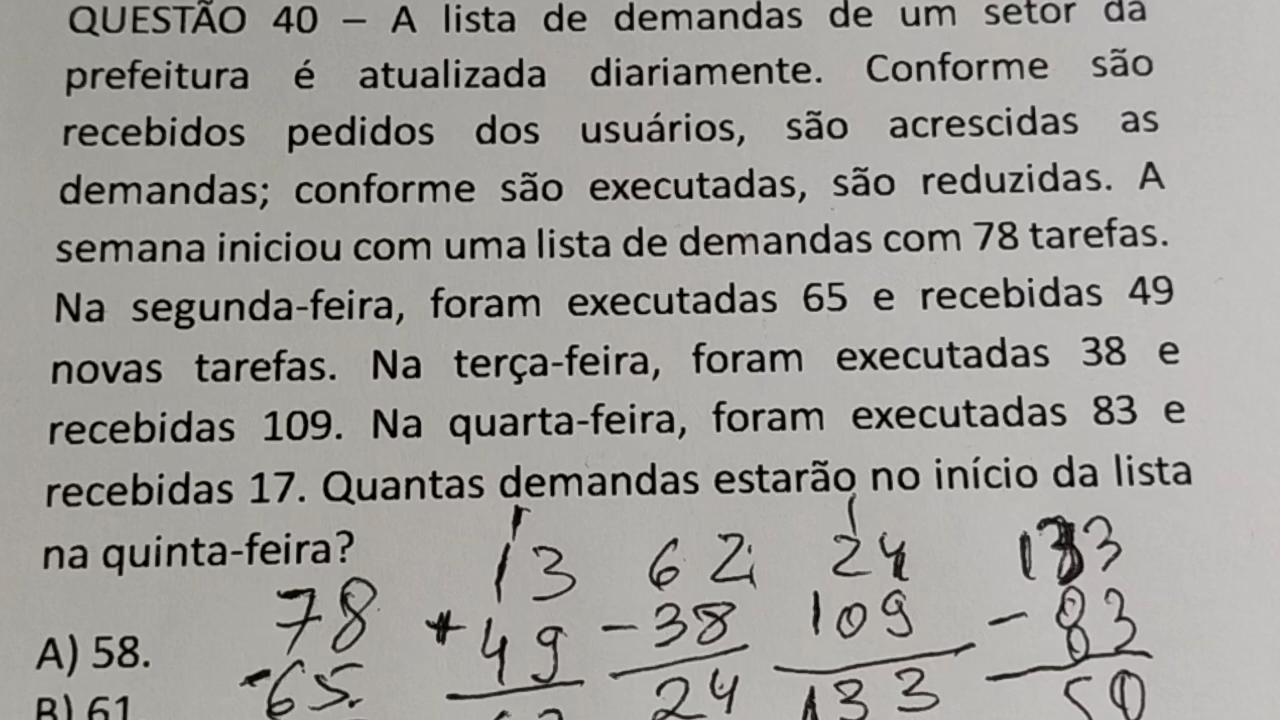 QUESTÃO 40 – A lista de demandas de um setor da
prefeitura é atualizada diariamente. Conforme são
recebidos pedidos dos usuários, são acrescidas as
demandas; conforme são executadas, são reduzidas. A
semana iniciou com uma lista de demandas com 78 tarefas.
Na segunda-feira, foram executadas 65 e recebidas 49
novas tarefas. Na terça-feira, foram executadas 38 e
recebidas 109. Na quarta-feira, foram executadas 83 e
recebidas 17. Quantas demandas estarão no início da lista
na quinta-feira?
1 1
78 13 62 24 133
-65 +49 -38 109 -83
24 133 50
A) 58.
B) 61